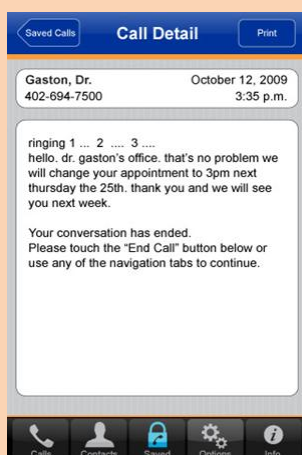 Saved Calls
Call Detail
Print
Gaston, Dr.
October 12, 2009
402-694-7500
3:35 p.m.
ringing 1 ... 2 .... 3 ....
hello. dr. gaston's office. that's no problem we
will change your appointment to 3pm next
thursday the 25th. thank you and we will see
you next week.
Your conversation has ended.
Please touch the “End Call” button below or
use any of the navigation tabs to continue.
Calls
Contacts
Saved
Options
Info